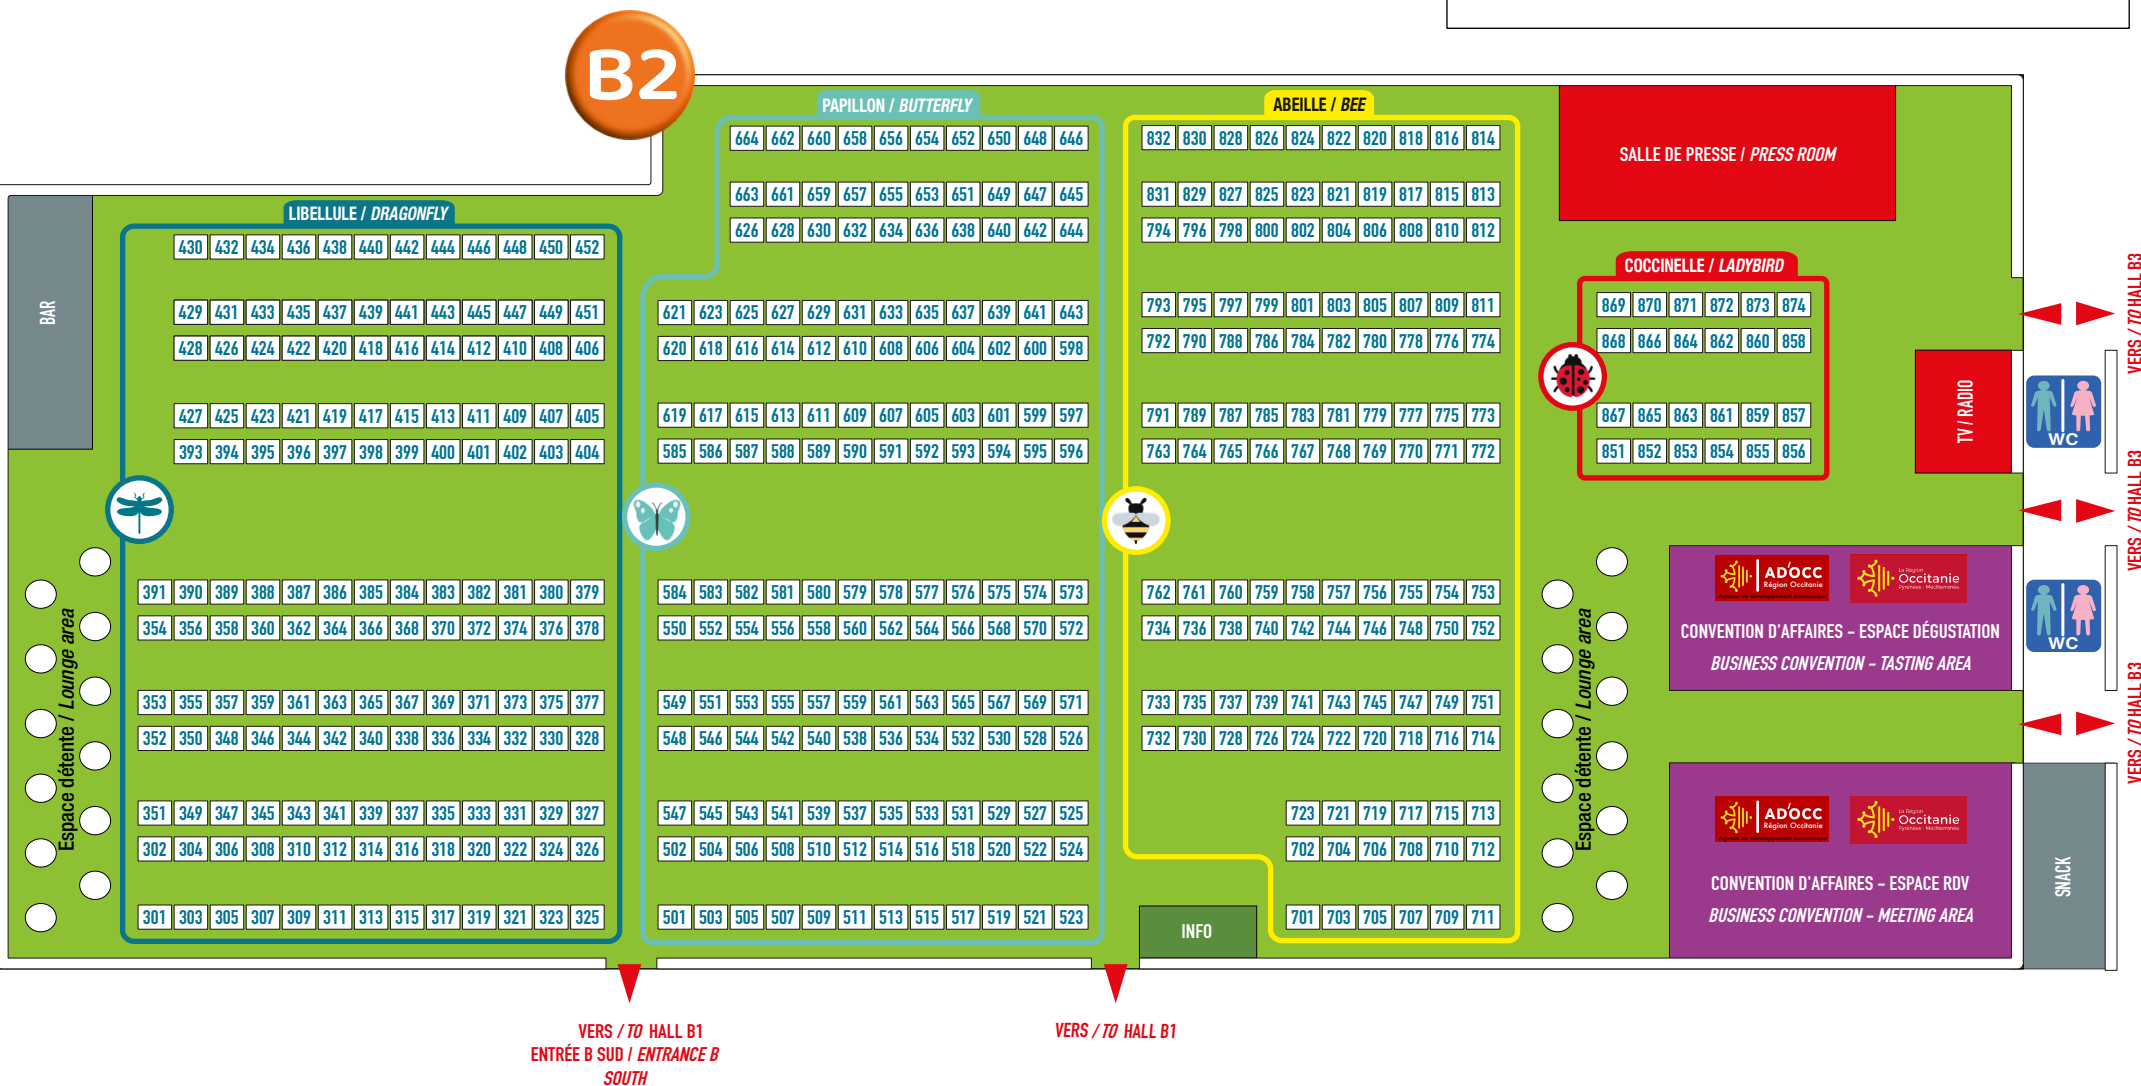 B2
PAPILLON / BUTTERFLY
ABEILLE / BEE
664 662 660 658 656 654 652 650 648 646
832 830 828 826 824 822 820 818 816 814
SALLE DE PRESSE / PRESS ROOM
663 661 659 657 655 653 651 649 647 645
831 829 827 825 823 821 819 817 815 813
LIBELLULE / DRAGONFLY
626 628 630 632 634 636 638 640 642 644
794 796 798 800 802 804 806 808 810 812
430 432 434 436 438 440 442 444 446 448 450 452
COCCINELLE / LADYBIRD
BAR
429 431 433 435 437 439 441 443 445 447 449 451
621 623 625 627 629 631 633 635 637 639 641 643
793 795 797 799 801 803 805 807 809 811
869 870 871 872 873 874
VERS / TO HALL B3
428 426 424 422 420 418 416 414 412 410 408 406
620 618 616 614 612 610 608 606 604 602 600 598
792 790 788 786 784 782 780 778 776 774
868 866 864 862 860 858
427 425 423 421 419 417 415 413 411 409 407 405
619 617 615 613 611 609 607 605 603 601 599 597
791 789 787 785 783 781 779 777 775 773
867 865 863 861 859 857
TV / RADIO
WC
393 394 395 396 397 398 399 400 401 402 403 404
585 586 587 588 589 590 591 592 593 594 595 596
763 764 765 766 767 768 769 770 771 772
851 852 853 854 855 856
VERS / TO HALL B3
391 390 389 388 387 386 385 384 383 382 381 380 379
584 583 582 581 580 579 578 577 576 575 574 573
762 761 760 759 758 757 756 755 754 753
AD'OCC
Région Occitanie
Agence de développement économique
La Région
Occitanie
Pyrénées - Méditerranée
354 356 358 360 362 364 366 368 370 372 374 376 378
550 552 554 556 558 560 562 564 566 568 570 572
734 736 738 740 742 744 746 748 750 752
CONVENTION D'AFFAIRES – ESPACE DÉGUSTATION
BUSINESS CONVENTION – TASTING AREA
WC
Espace détente / Lounge area
Espace détente / Lounge area
353 355 357 359 361 363 365 367 369 371 373 375 377
549 551 553 555 557 559 561 563 565 567 569 571
733 735 737 739 741 743 745 747 749 751
VERS / TO HALL B3
352 350 348 346 344 342 340 338 336 334 332 330 328
548 546 544 542 540 538 536 534 532 530 528 526
732 730 728 726 724 722 720 718 716 714
351 349 347 345 343 341 339 337 335 333 331 329 327
547 545 543 541 539 537 535 533 531 529 527 525
723 721 719 717 715 713
AD'OCC
Région Occitanie
Agence de développement économique
La Région
Occitanie
Pyrénées - Méditerranée
302 304 306 308 310 312 314 316 318 320 322 324 326
502 504 506 508 510 512 514 516 518 520 522 524
702 704 706 708 710 712
CONVENTION D'AFFAIRES – ESPACE RDV
BUSINESS CONVENTION – MEETING AREA
SNACK
301 303 305 307 309 311 313 315 317 319 321 323 325
501 503 505 507 509 511 513 515 517 519 521 523
701 703 705 707 709 711
INFO
VERS / TO HALL B1
ENTRÉE B SUD / ENTRANCE B
SOUTH
VERS / TO HALL B1